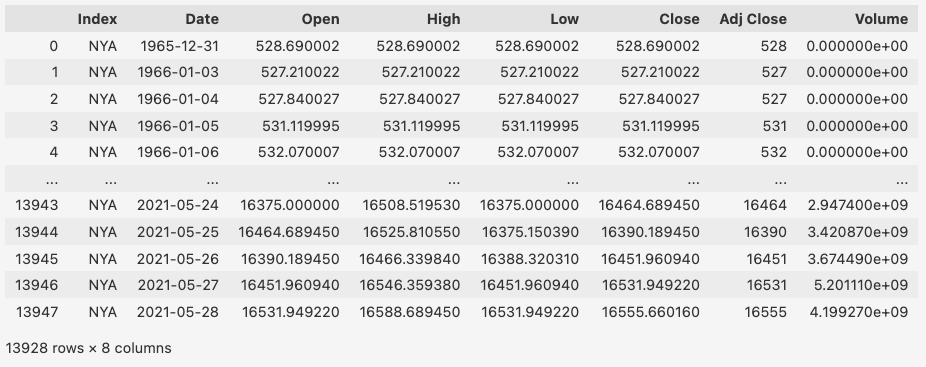 Index Date Open High Low Close Adj Close Volume
0 NYA 1965-12-31 528.690002 528.690002 528.690002 528.690002 528 0.000000e+00
1 NYA 1966-01-03 527.210022 527.210022 527.210022 527.210022 527 0.000000e+00
2 NYA 1966-01-04 527.840027 527.840027 527.840027 527.840027 527 0.000000e+00
3 NYA 1966-01-05 531.119995 531.119995 531.119995 531.119995 531 0.000000e+00
4 NYA 1966-01-06 532.070007 532.070007 532.070007 532.070007 532 0.000000e+00
... ... ... ... ... ... ... ... ...
13943 NYA 2021-05-24 16375.000000 16508.519530 16375.000000 16464.689450 16464 2.947400e+09
13944 NYA 2021-05-25 16464.689450 16525.810550 16375.150390 16390.189450 16390 3.420870e+09
13945 NYA 2021-05-26 16390.189450 16466.339840 16388.320310 16451.960940 16451 3.674490e+09
13946 NYA 2021-05-27 16451.960940 16546.359380 16451.960940 16531.949220 16531 5.201110e+09
13947 NYA 2021-05-28 16531.949220 16588.689450 16531.949220 16555.660160 16555 4.199270e+09
13928 rows × 8 columns